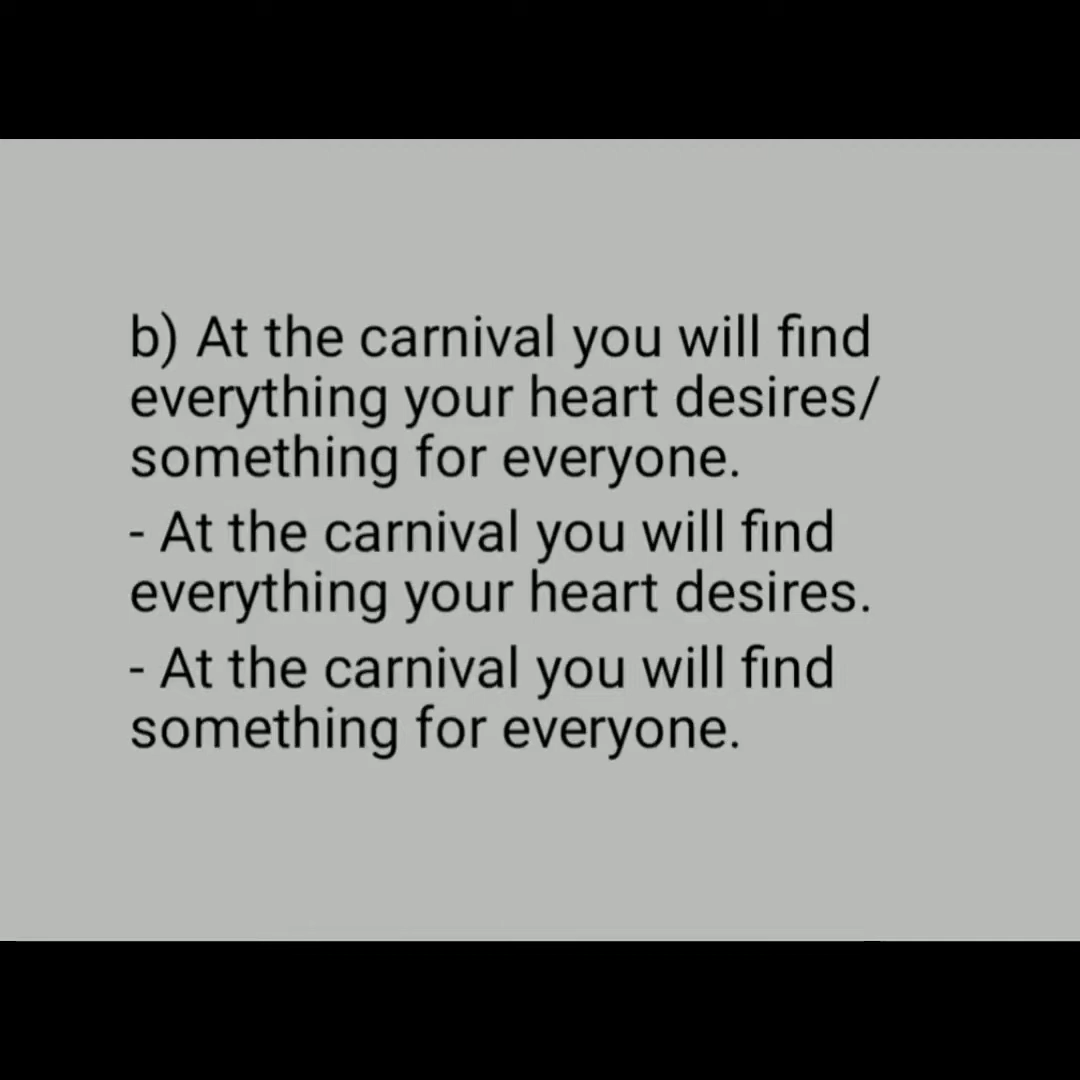 b) At the carnival you will find
everything your heart desires/
something for everyone.
- At the carnival you will find
everything your heart desires.
- At the carnival you will find
something for everyone.